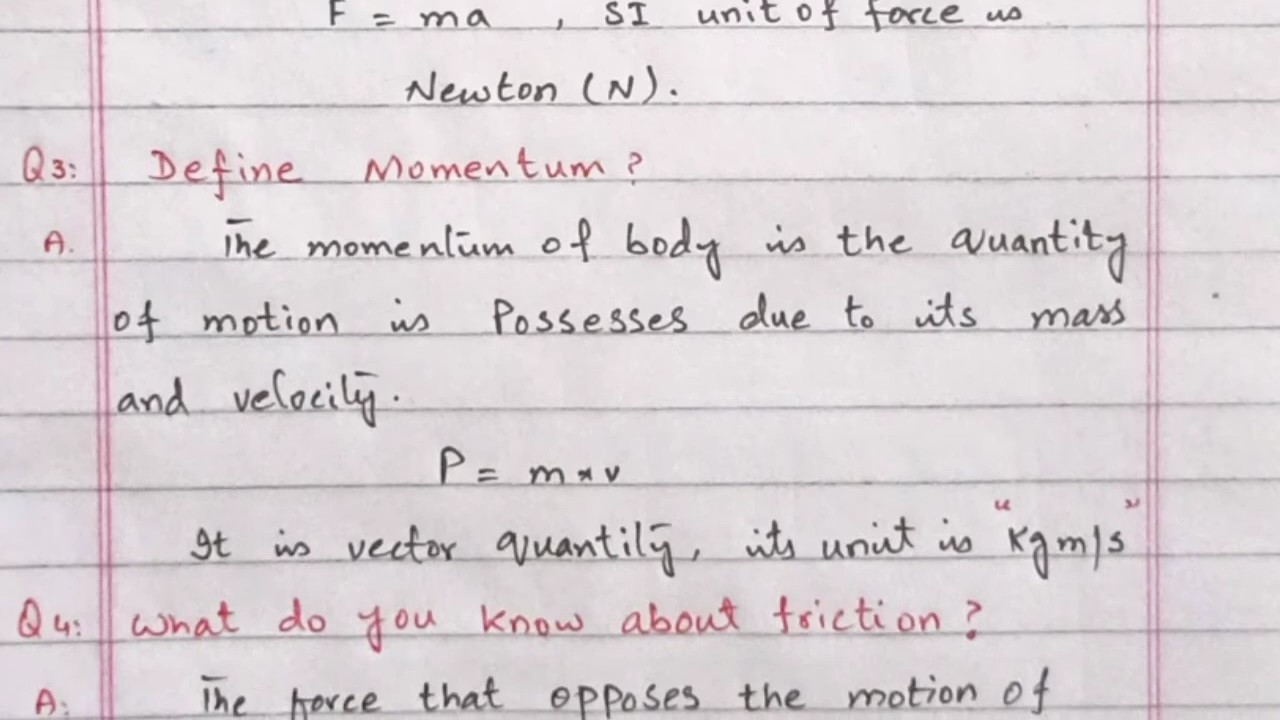 F = ma , SI unit of force is
Newton (N).
Q3: Define Momentum?
A. The momentum of body is the quantity
of motion is Possesses due to its mass
and velocity.
P = m × v
It is vector quantity, its unit is "Kgm/s"
Q4: What do you know about friction?
A: The force that opposes the motion of